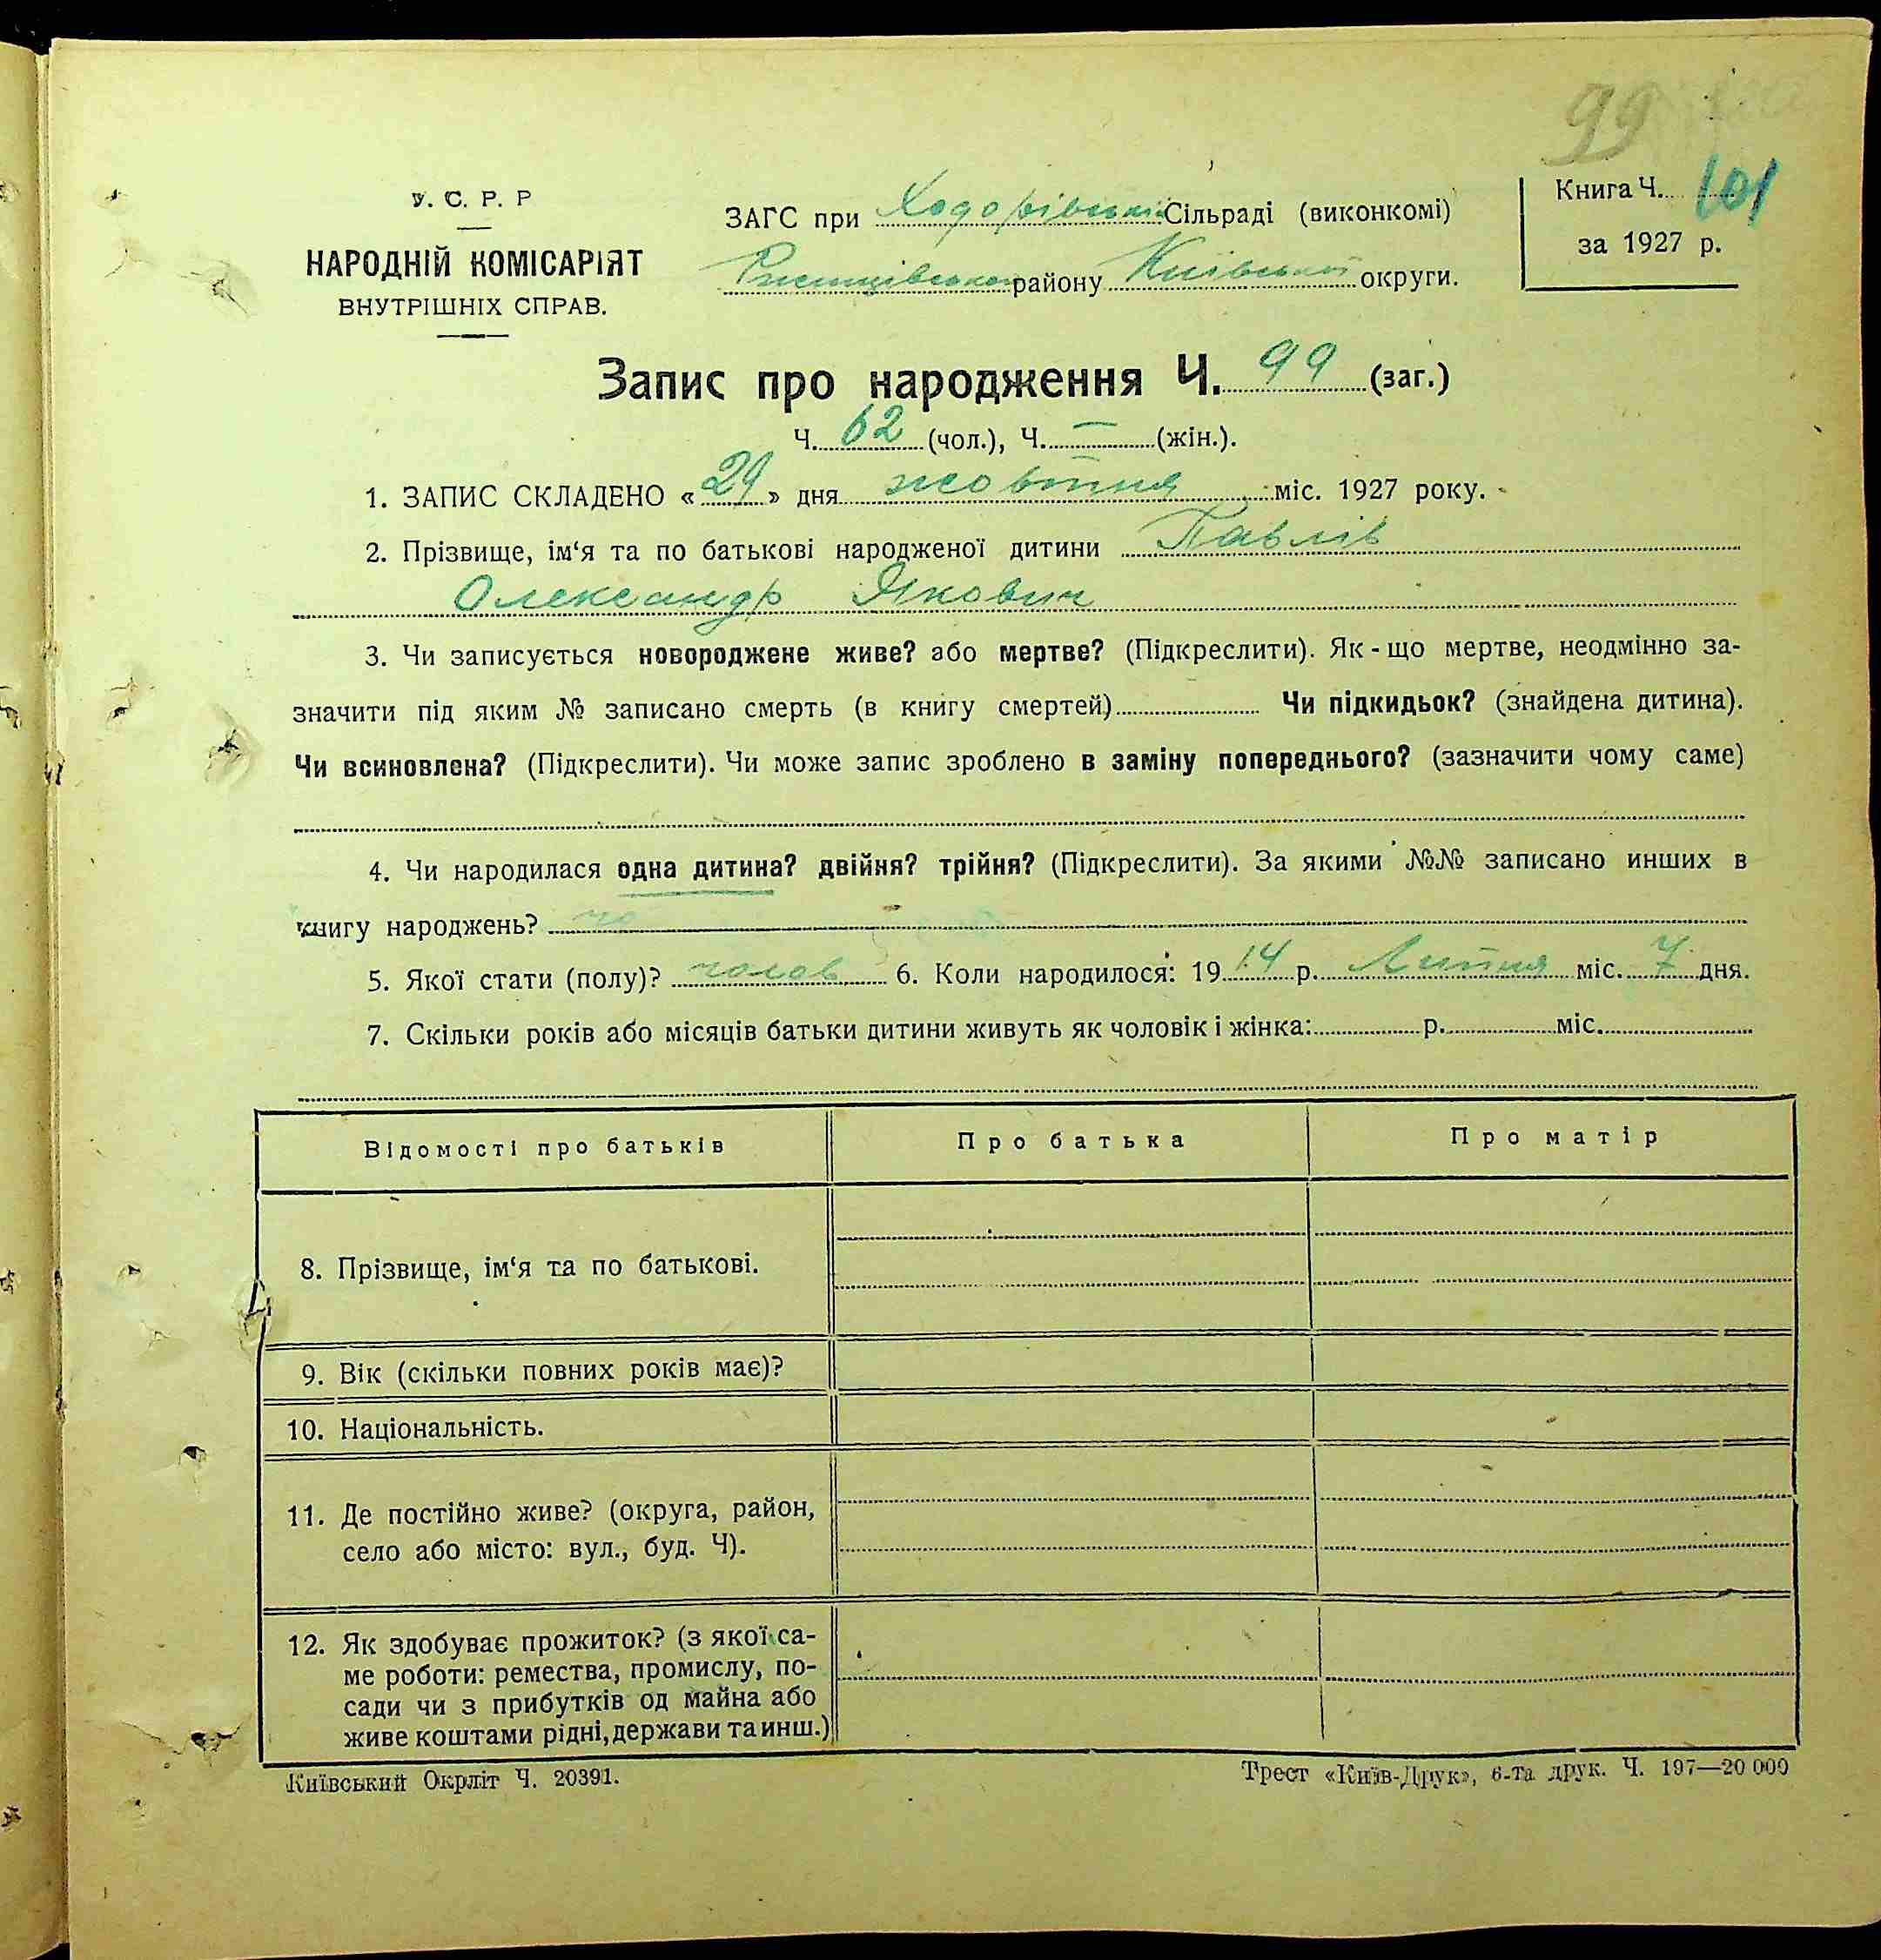 99
У. С. Р. Р
НАРОДНІЙ КОМІСАРІЯТ
ВНУТРІШНІХ СПРАВ.
ЗАГС при Ходорівській Сільраді (виконкомі)
Ржищівського району Київської округи.
Книга Ч. 101
за 1927 р.
Запис про народження Ч. 99 (заг.)
Ч. 62 (чол.), Ч. — (жін.).
1. ЗАПИС СКЛАДЕНО «29» дня жовтня міс. 1927 року.
2. Прізвище, ім‘я та по батькові народженої дитини Павлів
Олександр Якович
3. Чи записується новороджене живе? або мертве? (Підкреслити). Як-що мертве, неодмінно за-
значити під яким № записано смерть (в книгу смертей) Чи підкидьок? (знайдена дитина).
Чи всиновлена? (Підкреслити). Чи може запис зроблено в заміну попереднього? (зазначити чому саме)
4. Чи народилася одна дитина? двійня? трійня? (Підкреслити). За якими №№ записано инших в
книгу народжень?
5. Якої стати (полу)? чолов 6. Коли народилося: 1914 р. Липня міс. 7 дня.
7. Скільки років або місяців батьки дитини живуть як чоловік і жінка: р. міс.
Відомості про батьків Про батька Про матір
8. Прізвище, ім‘я та по батькові.
9. Вік (скільки повних років має)?
10. Національність.
11. Де постійно живе? (округа, район,
село або місто: вул., буд. Ч).
12. Як здобуває прожиток? (з якої са-
ме роботи: ремества, промислу, по-
сади чи з прибутків од майна або
живе коштами рідні, держави та инш.)
Київський Окрліт Ч. 20391.
Трест «Київ-Друк», 6-та друк. Ч. 197—20 000